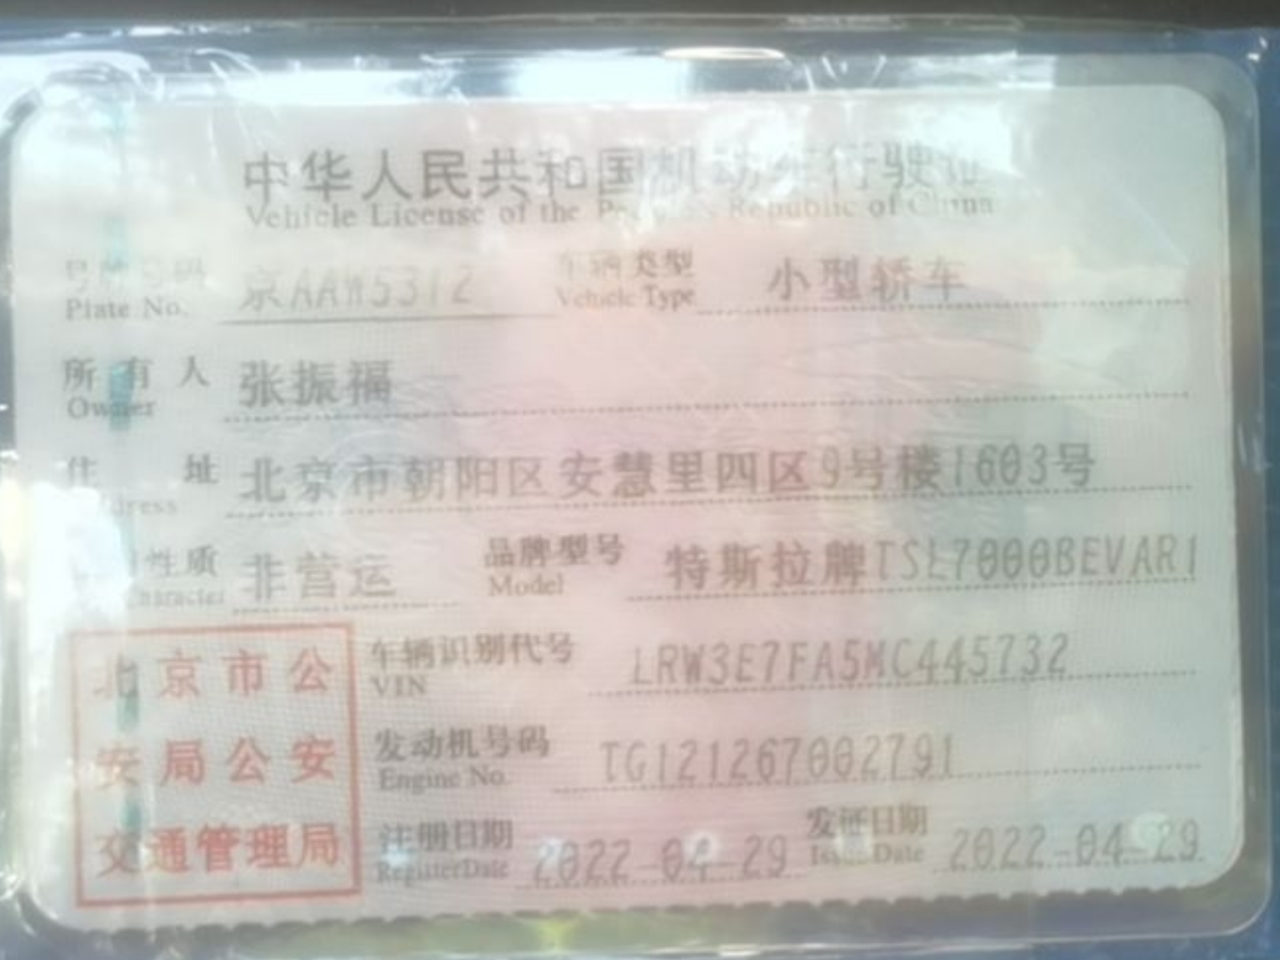 中华人民共和国机动车行驶证
Vehicle License of the People's Republic of China
号牌号码 京AAW5312 车辆类型 小型轿车
Plate No. Vehicle Type
所有人 张振福
Owner
住址 北京市朝阳区安慧里四区9号楼1603号
性质 非营运 品牌型号 特斯拉牌TSL7000BEVAR1
Character Model
车辆识别代号 LRW3E7FA5MC445732
VIN
发动机号码 TG121267002791
Engine No.
注册日期 2022-04-29 发证日期 2022-04-29
Register Date Issue Date
北京市公
安局公安
交通管理局